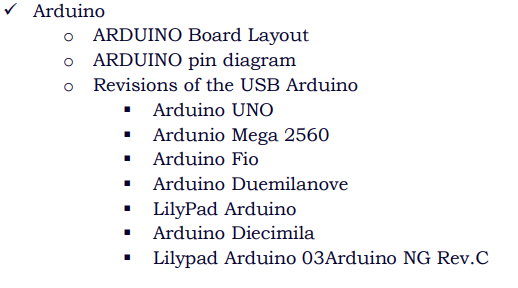 ✓ Arduino
o ARDUINO Board Layout
o ARDUINO pin diagram
o Revisions of the USB Arduino
▪ Arduino UNO
▪ Ardunio Mega 2560
▪ Arduino Fio
▪ Arduino Duemilanove
▪ LilyPad Arduino
▪ Arduino Diecimila
▪ Lilypad Arduino 03Arduino NG Rev.C